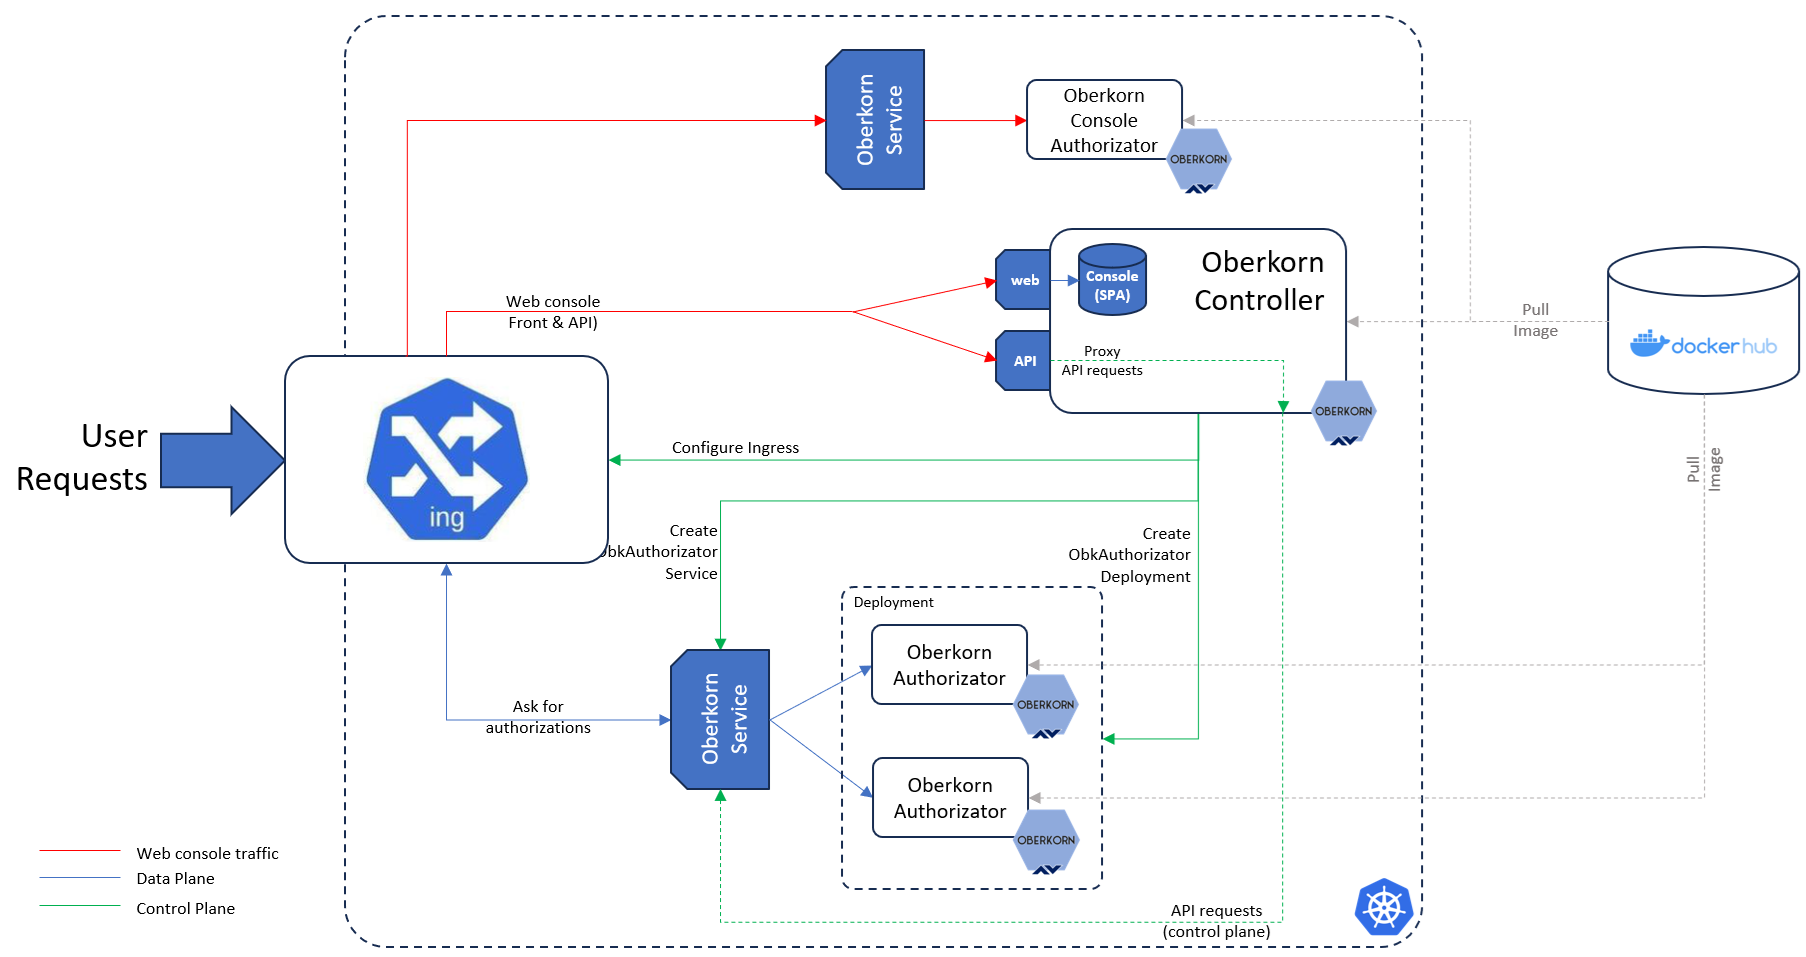 Oberkorn
Service
Oberkorn
Console
Authorizator
OBERKORN
Oberkorn
Controller
web
Console
(SPA)
API
Proxy
API requests
OBERKORN
Web console
Front & API)
Pull
Image
dockerhub
User
Requests
ing
Configure Ingress
Pull
Image
Create
ObkAuthorizator
Service
Create
ObkAuthorizator
Deployment
Deployment
Oberkorn
Authorizator
OBERKORN
Oberkorn
Service
Ask for
authorizations
Oberkorn
Authorizator
OBERKORN
Web console traffic
Data Plane
Control Plane
API requests
(control plane)